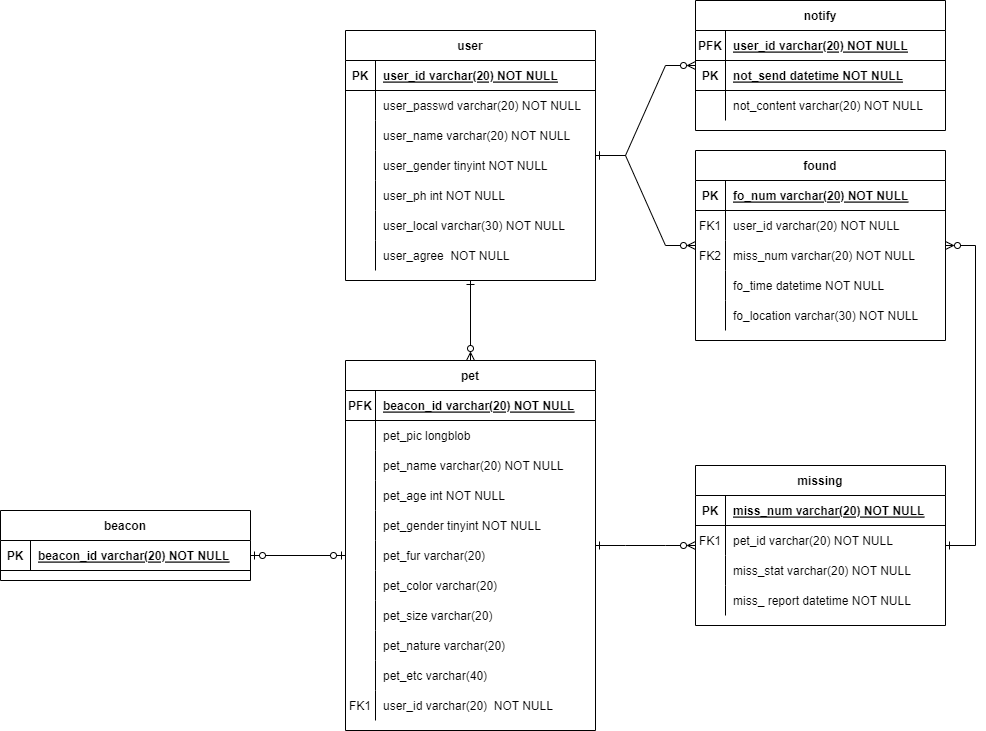 user
PK user_id varchar(20) NOT NULL
user_passwd varchar(20) NOT NULL
user_name varchar(20) NOT NULL
user_gender tinyint NOT NULL
user_ph int NOT NULL
user_local varchar(30) NOT NULL
user_agree  NOT NULL
notify
PFK user_id varchar(20) NOT NULL
PK not_send datetime NOT NULL
not_content varchar(20) NOT NULL
found
PK fo_num varchar(20) NOT NULL
FK1 user_id varchar(20) NOT NULL
FK2 miss_num varchar(20) NOT NULL
fo_time datetime NOT NULL
fo_location varchar(30) NOT NULL
pet
PFK beacon_id varchar(20) NOT NULL
pet_pic longblob
pet_name varchar(20) NOT NULL
pet_age int NOT NULL
pet_gender tinyint NOT NULL
pet_fur varchar(20)
pet_color varchar(20)
pet_size varchar(20)
pet_nature varchar(20)
pet_etc varchar(40)
FK1 user_id varchar(20)  NOT NULL
beacon
PK beacon_id varchar(20) NOT NULL
missing
PK miss_num varchar(20) NOT NULL
FK1 pet_id varchar(20) NOT NULL
miss_stat varchar(20) NOT NULL
miss_ report datetime NOT NULL